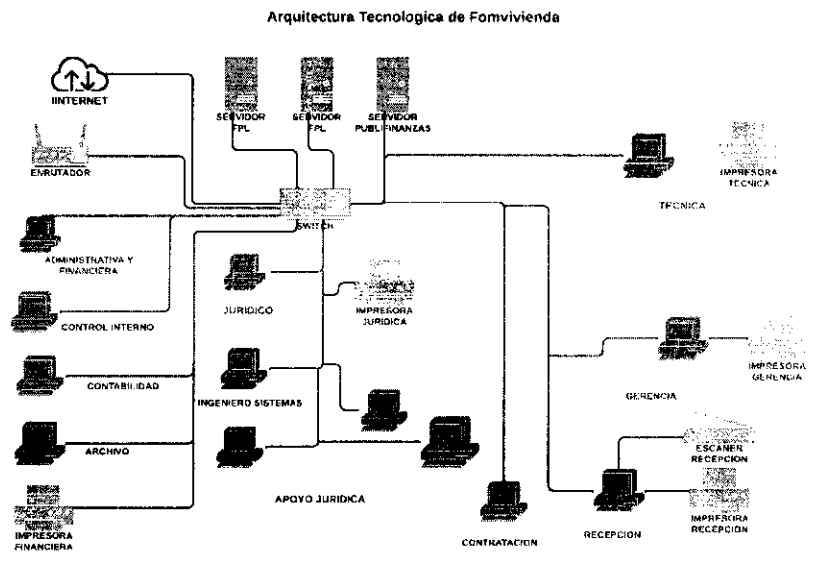 Arquitectura Tecnologica de Fomvivienda
IINTERNET
SERVIDOR
FPL
SERVIDOR
FPL
SERVIDOR
PUBLIFINANZAS
ENRUTADOR
IMPRESORA
TECNICA
TECNICA
SWITCH
ADMINISTRATIVA Y
FINANCIERA
JURIDICO
IMPRESORA
JURIDICA
CONTROL INTERNO
IMPRESORA
GERENCIA
CONTABILIDAD
INGENIERO SISTEMAS
GERENCIA
ARCHIVO
ESCANER
RECEPCION
APOYO JURIDICA
IMPRESORA
FINANCIERA
CONTRATACION
RECEPCION
IMPRESORA
RECEPCION